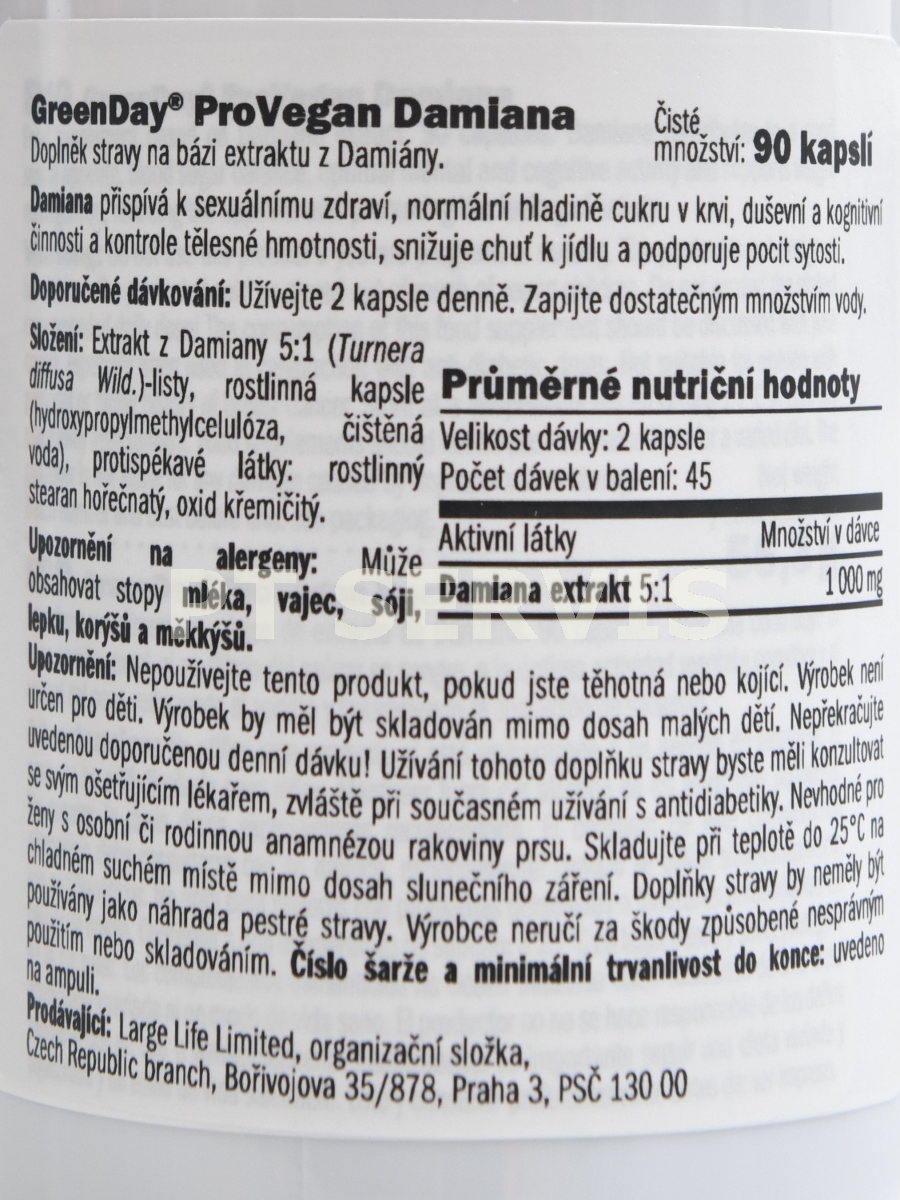 GreenDay® ProVegan Damiana
Čisté
množství: 90 kapslí
Doplněk stravy na bázi extraktu z Damiány.
Damiana přispívá k sexuálnímu zdraví, normální hladině cukru v krvi, duševní a kognitivní
činnosti a kontrole tělesné hmotnosti, snižuje chuť k jídlu a podporuje pocit sytosti.
Doporučené dávkování: Užívejte 2 kapsle denně. Zapijte dostatečným množstvím vody.
Složení: Extrakt z Damiany 5:1 (Turnera
diffusa Wild.)-listy, rostlinná kapsle
(hydroxypropylmethylcelulóza, čištěná
voda), protispékavé látky: rostlinný
stearan hořečnatý, oxid křemičitý.
Upozornění na alergeny: Může
obsahovat stopy mléka, vajec, sóji,
lepku, korýšů a měkkýšů.
Průměrné nutriční hodnoty
Velikost dávky: 2 kapsle
Počet dávek v balení: 45
Aktivní látky Množství v dávce
Damiana extrakt 5:1 1 000 mg
PT SERVIS
Upozornění: Nepoužívejte tento produkt, pokud jste těhotná nebo kojící. Výrobek není
určen pro děti. Výrobek by měl být skladován mimo dosah malých dětí. Nepřekračujte
uvedenou doporučenou denní dávku! Užívání tohoto doplňku stravy byste měli konzultovat
se svým ošetřujícím lékařem, zvláště při současném užívání s antidiabetiky. Nevhodné pro
ženy s osobní či rodinnou anamnézou rakoviny prsu. Skladujte při teplotě do 25°C na
chladném suchém místě mimo dosah slunečního záření. Doplňky stravy by neměly být
používány jako náhrada pestré stravy. Výrobce neručí za škody způsobené nesprávným
použitím nebo skladováním. Číslo šarže a minimální trvanlivost do konce: uvedeno
na ampuli.
Prodávající: Large Life Limited, organizační složka,
Czech Republic branch, Bořivojova 35/878, Praha 3, PSČ 130 00